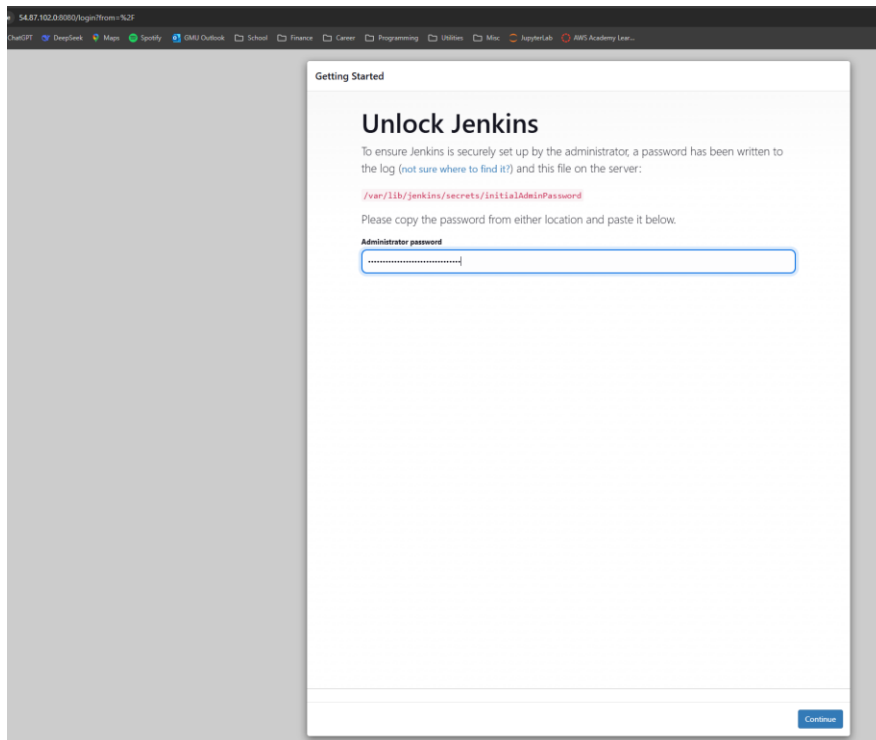 54.87.102.0:8080/login?from=%2F
ChatGPT DeepSeek Maps Spotify GMU Outlook School Finance Career Programming Utilities Misc JupyterLab AWS Academy Lear...
Getting Started
Unlock Jenkins
To ensure Jenkins is securely set up by the administrator, a password has been written to
the log (not sure where to find it?) and this file on the server:
/var/lib/jenkins/secrets/initialAdminPassword
Please copy the password from either location and paste it below.
Administrator password
Continue